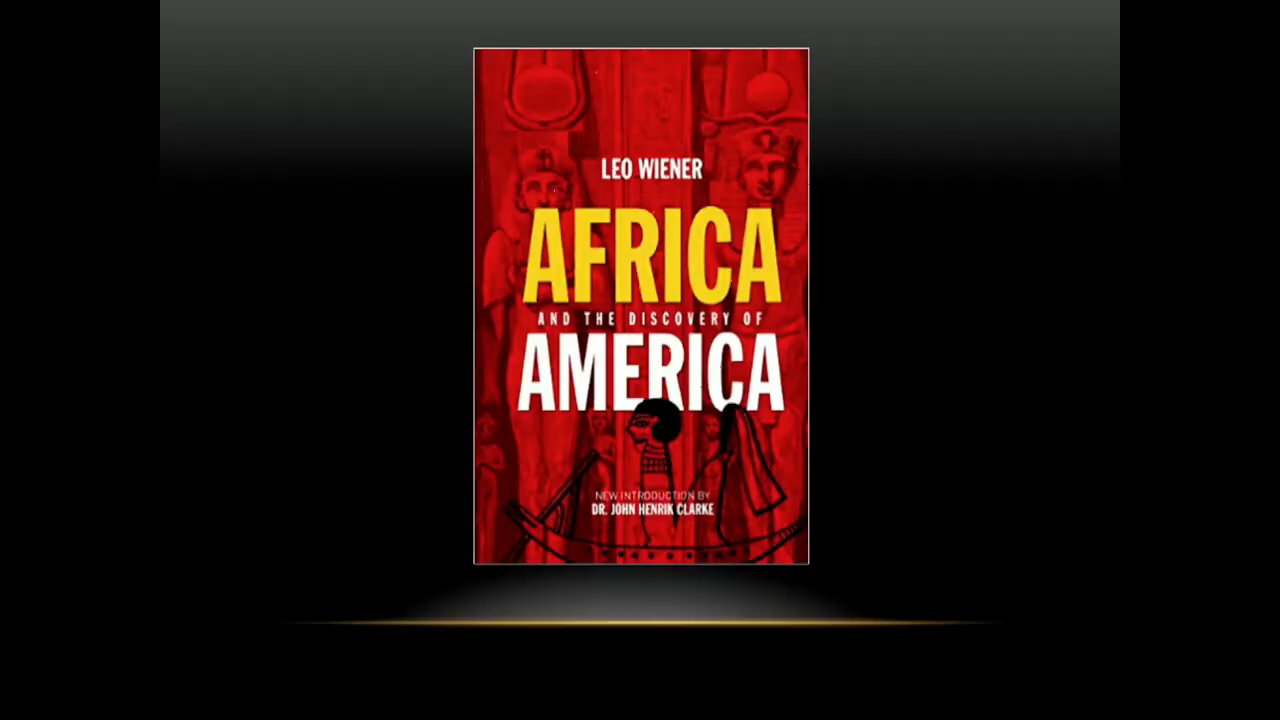 LEO WIENER
AFRICA
AND THE DISCOVERY OF
AMERICA
NEW INTRODUCTION BY
DR. JOHN HENRIK CLARKE